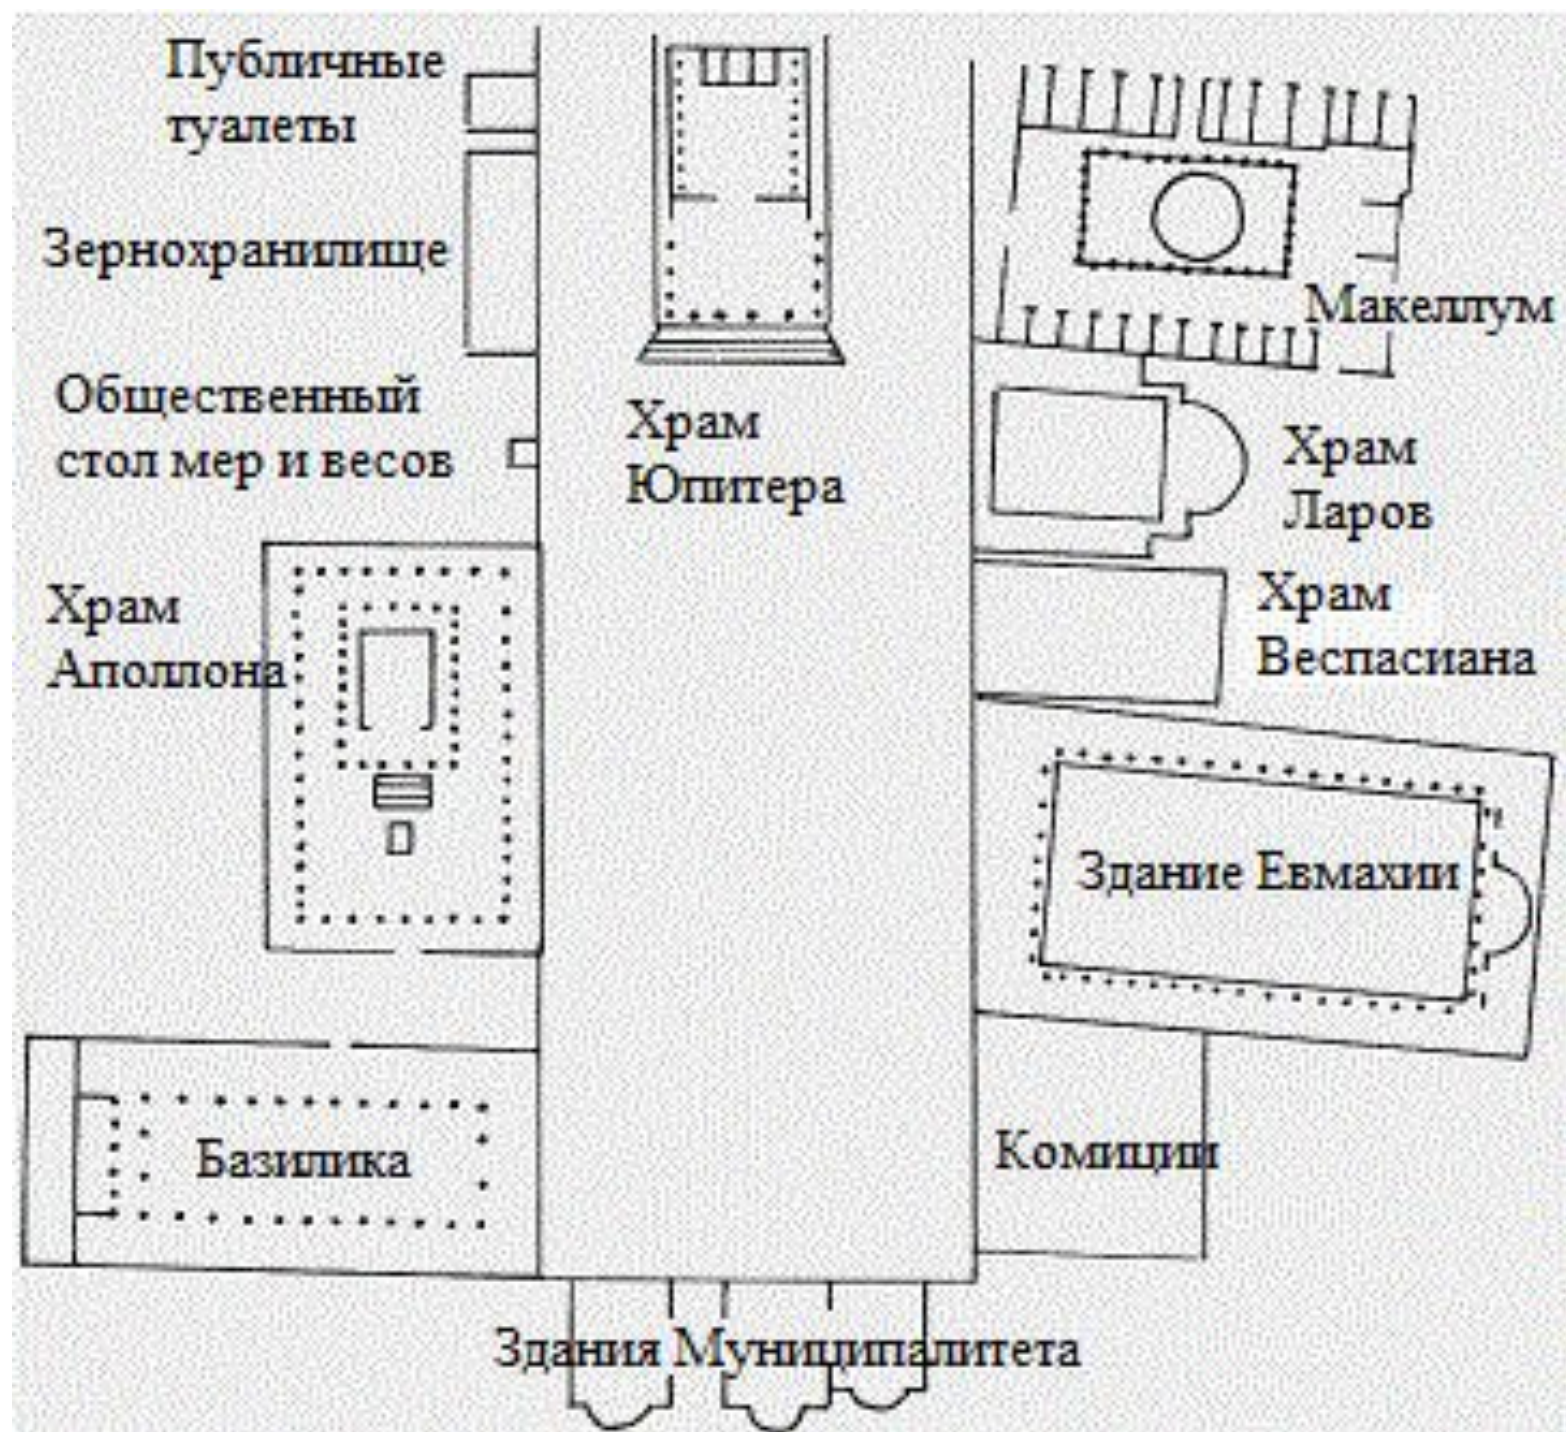 Публичные
туалеты
Зернохранилище
Общественный
стол мер и весов
Храм
Аполлона
Базилика
Храм
Юпитера
Макеллум
Храм
Ларов
Храм
Веспасиана
Здание Евмахии
Комиции
Здания Муниципалитета